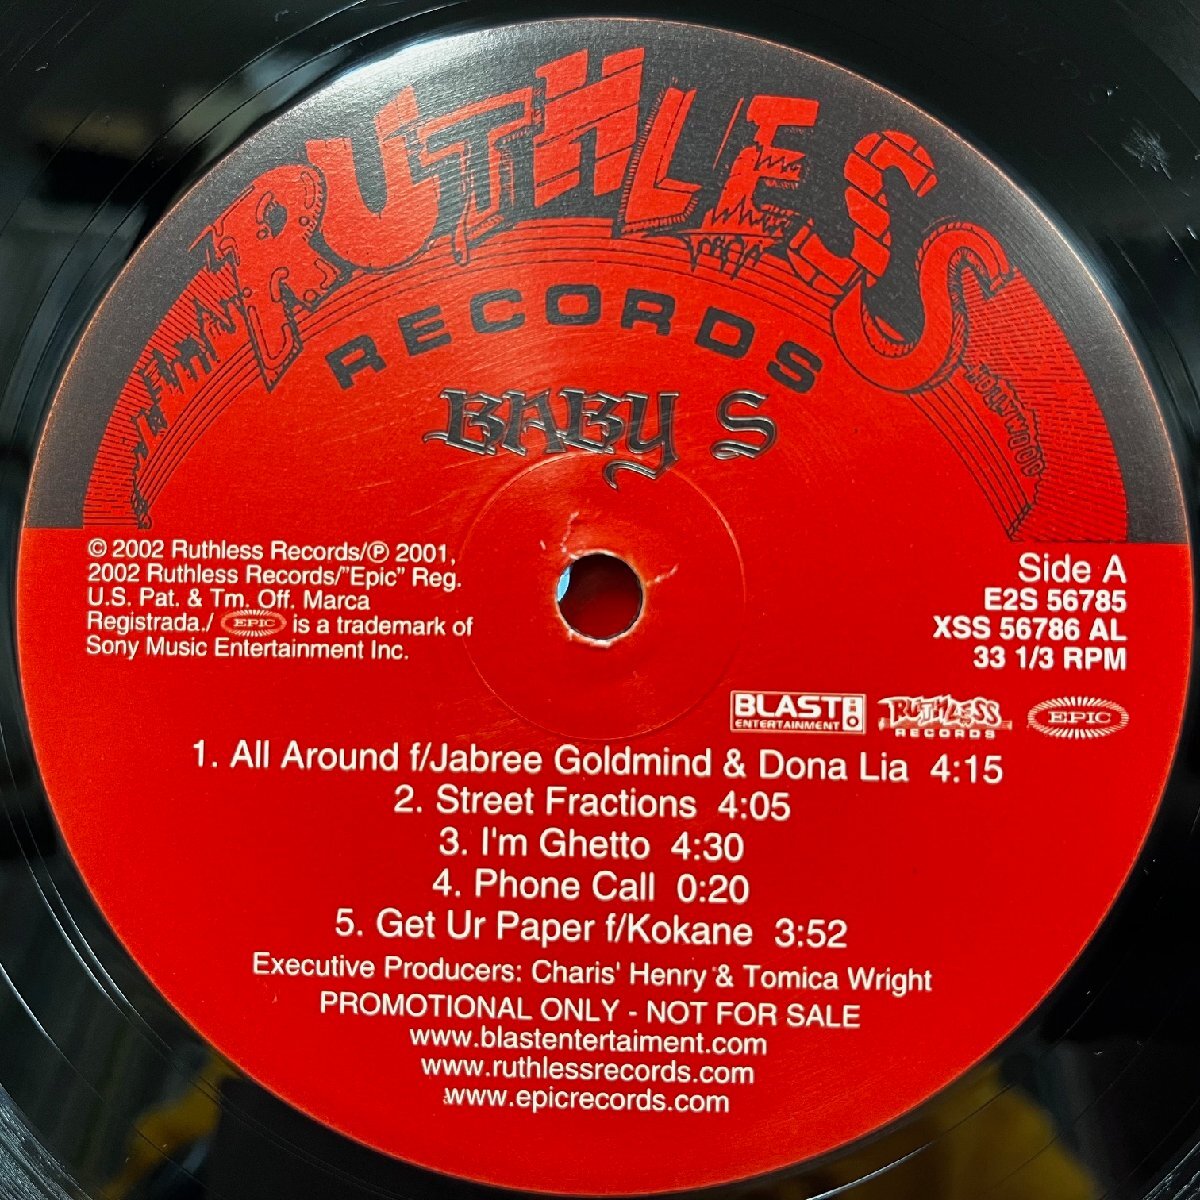 RUTHLESS
RECORDS
HOLLYWOOD
BABY S
© 2002 Ruthless Records/℗ 2001,
2002 Ruthless Records/"Epic" Reg.
U.S. Pat. & Tm. Off. Marca
Registrada./ EPIC is a trademark of
Sony Music Entertainment Inc.
Side A
E2S 56785
XSS 56786 AL
33 1/3 RPM
BLAST
ENTERTAINMENT
RUTHLESS
RECORDS
EPIC
1. All Around f/Jabree Goldmind & Dona Lia 4:15
2. Street Fractions 4:05
3. I'm Ghetto 4:30
4. Phone Call 0:20
5. Get Ur Paper f/Kokane 3:52
Executive Producers: Charis' Henry & Tomica Wright
PROMOTIONAL ONLY - NOT FOR SALE
www.blastentertaiment.com
www.ruthlessrecords.com
www.epicrecords.com